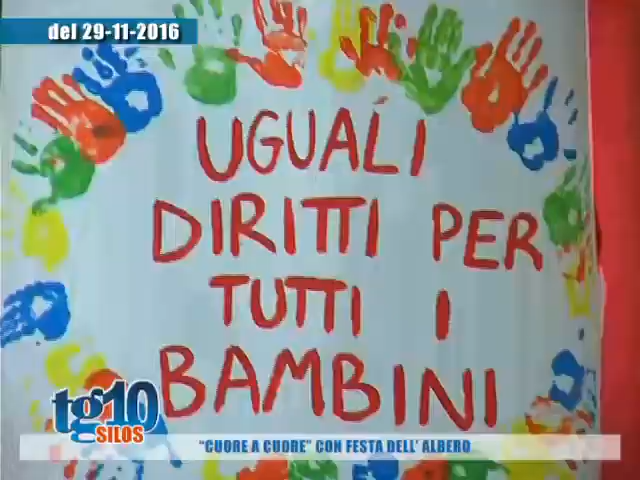 del 29-11-2016
UGUALI
DIRITTI PER
TUTTI I
BAMBINI
tg10
SILOS
"CUORE A CUORE" CON FESTA DELL' ALBERO